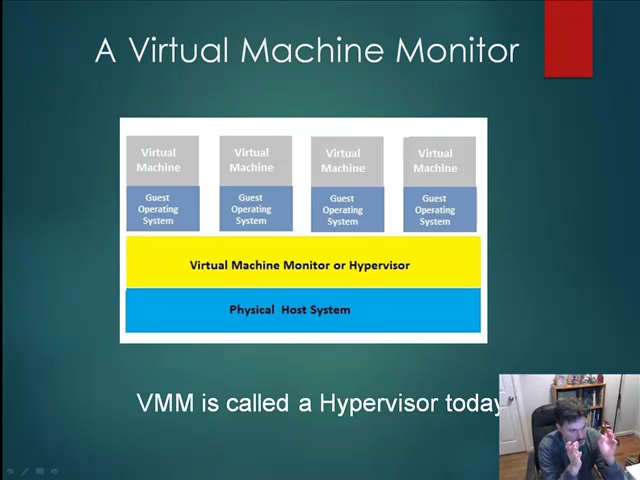 A Virtual Machine Monitor
Virtual Virtual Virtual Virtual
Machine Machine Machine Machine
Guest Guest Guest Guest
Operating Operating Operating Operating
System System System System
Virtual Machine Monitor or Hypervisor
Physical Host System
VMM is called a Hypervisor today